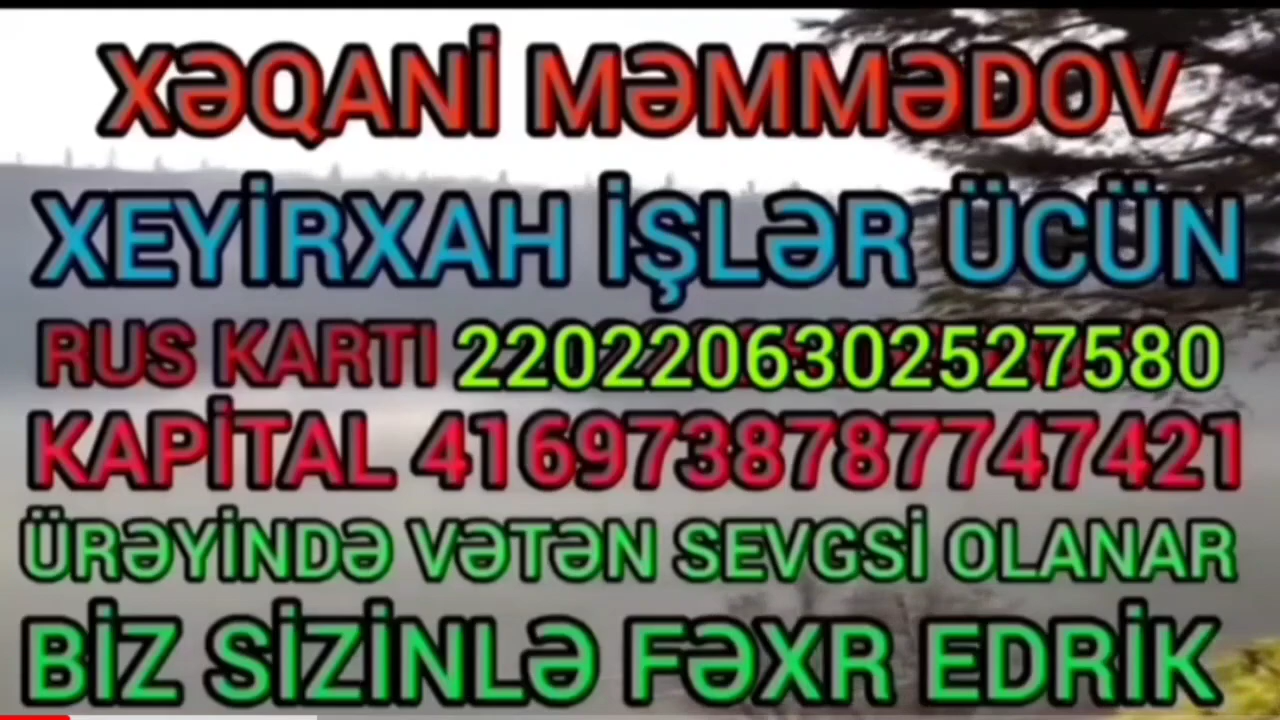 XƏQANİ MƏMMƏDOV
XEYİRXAH İŞLƏR ÜCÜN
RUS KARTI 2202206302527580
KAPİTAL 4169738787747421
ÜRƏYİNDƏ VƏTƏN SEVGSİ OLANAR
BİZ SİZİNLƏ FƏXR EDRİK